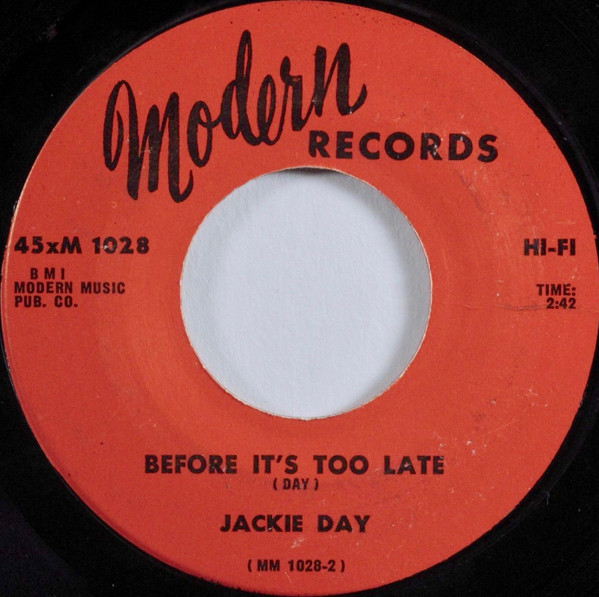 Modern
RECORDS
45xM 1028
HI-FI
BMI
MODERN MUSIC
PUB. CO.
TIME:
2:42
BEFORE IT'S TOO LATE
(DAY)
JACKIE DAY
(MM 1028-2)